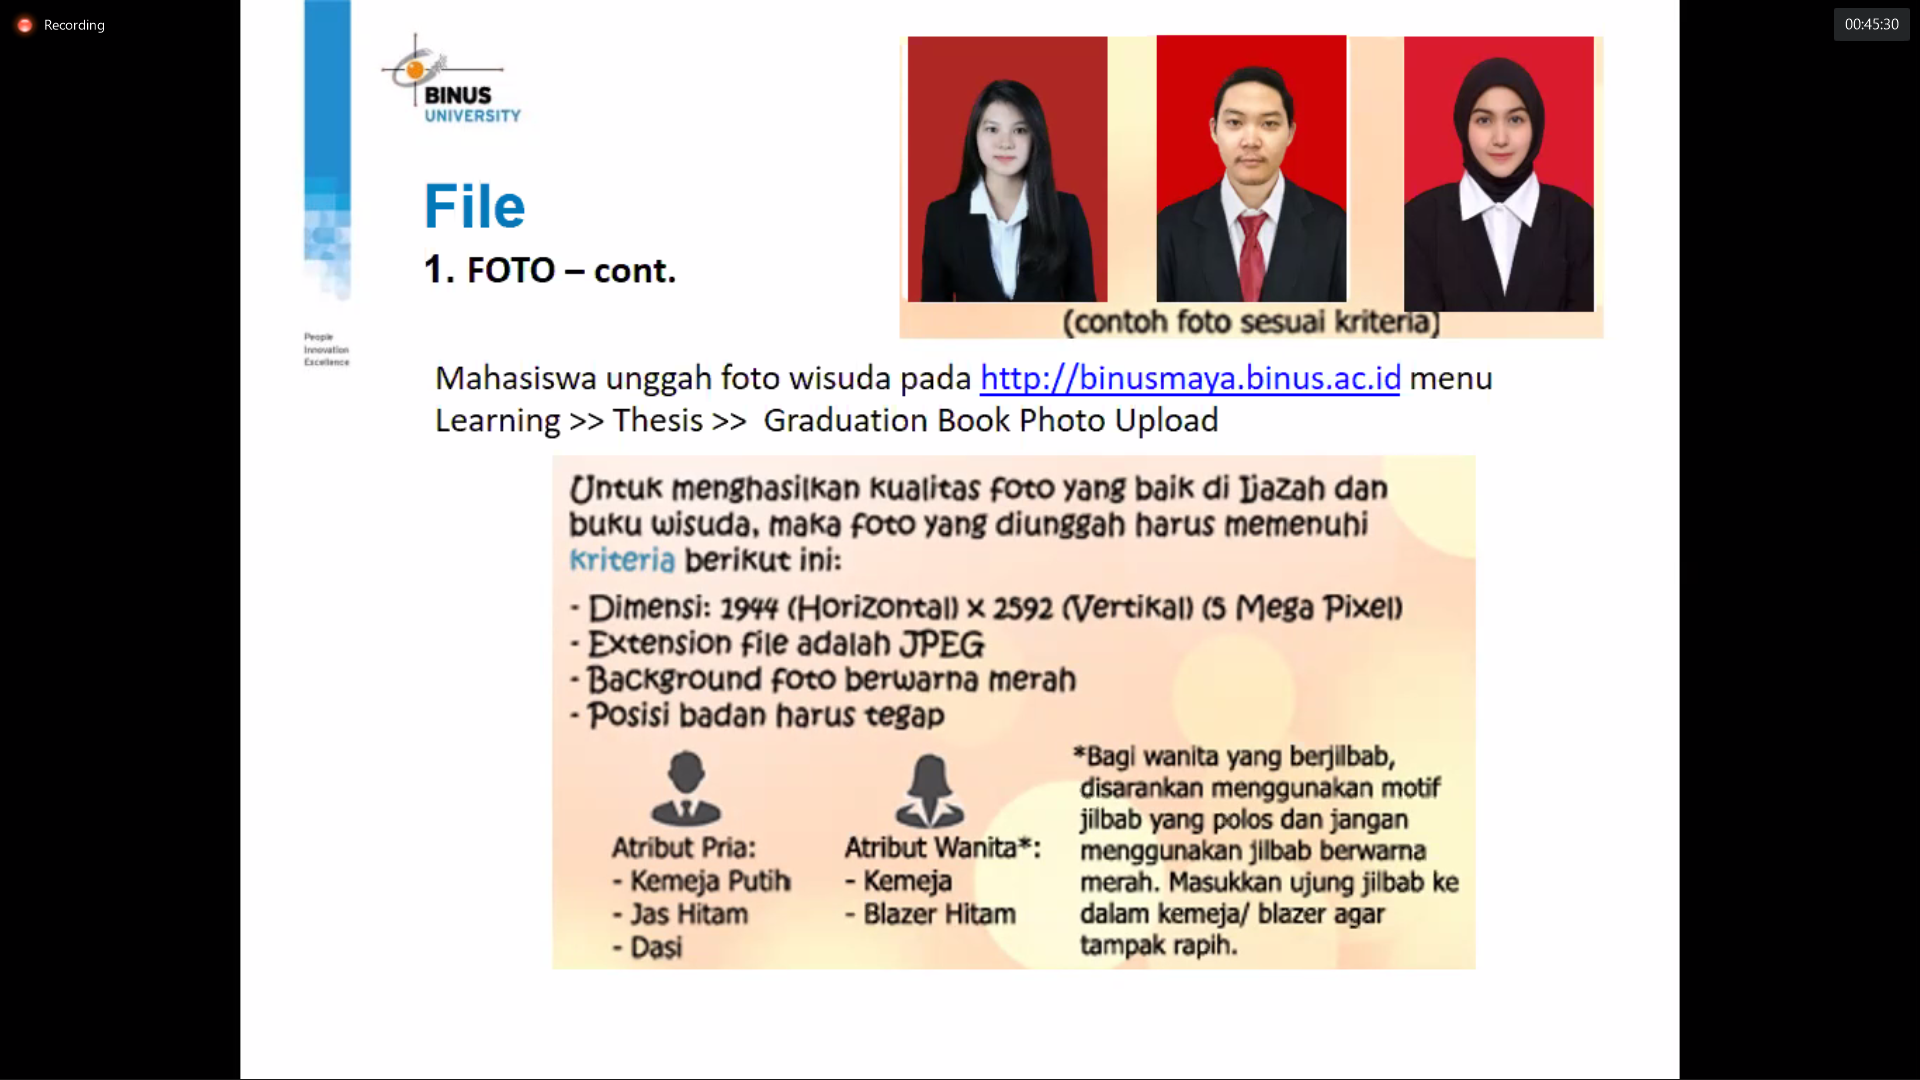 Recording
00:45:30
BINUS
UNIVERSITY
File
1. FOTO – cont.
People
Innovation
Excellence
(contoh foto sesuai kriteria)
Mahasiswa unggah foto wisuda pada http://binusmaya.binus.ac.id menu
Learning >> Thesis >> Graduation Book Photo Upload
Untuk menghasilkan kualitas foto yang baik di Ijazah dan
buku wisuda, maka foto yang diunggah harus memenuhi
kriteria berikut ini:
- Dimensi: 1944 (Horizontal) x 2592 (Vertikal) (5 Mega Pixel)
- Extension file adalah JPEG
- Background foto berwarna merah
- Posisi badan harus tegap
Atribut Pria:
- Kemeja Putih
- Jas Hitam
- Dasi
Atribut Wanita*:
- Kemeja
- Blazer Hitam
*Bagi wanita yang berjilbab,
disarankan menggunakan motif
jilbab yang polos dan jangan
menggunakan jilbab berwarna
merah. Masukkan ujung jilbab ke
dalam kemeja/ blazer agar
tampak rapih.